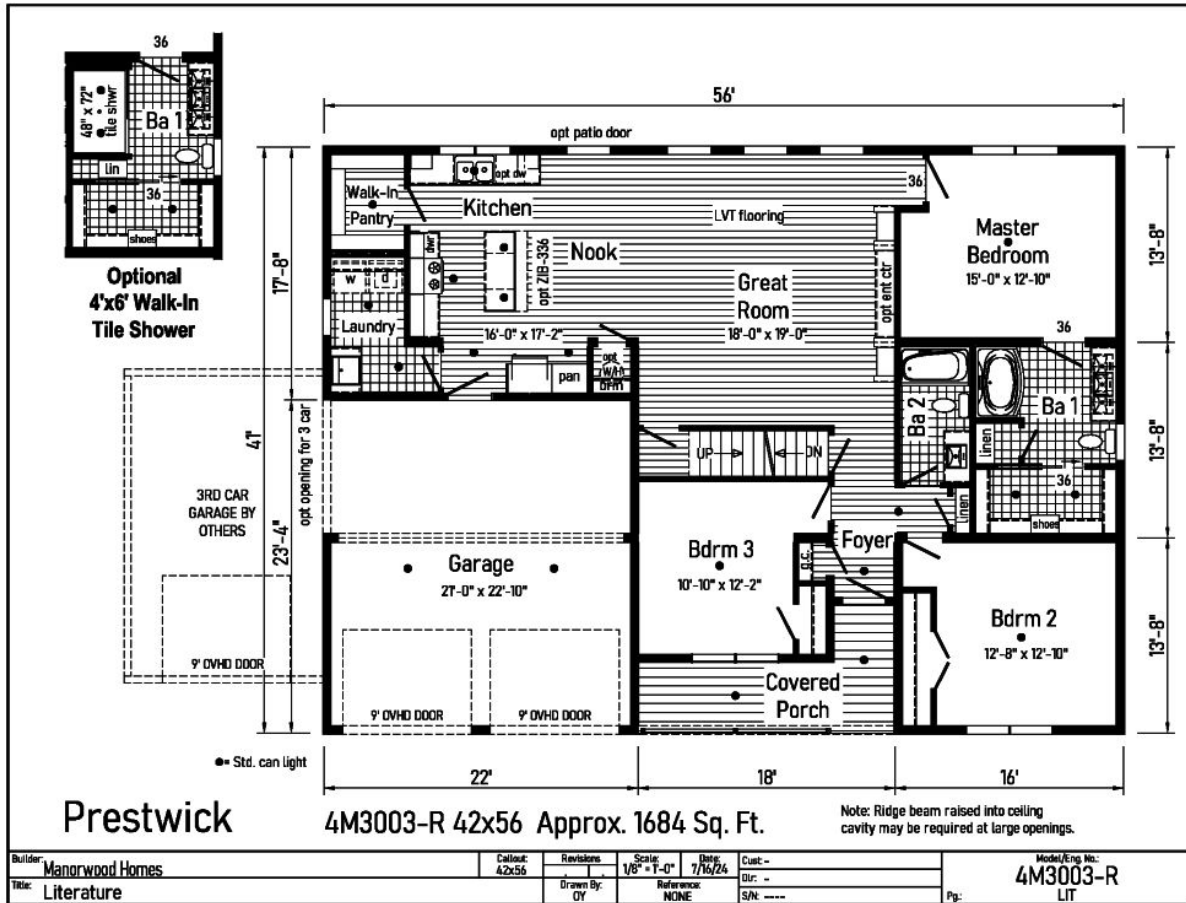 36
48" x 72"
tile shwr
Ba 1
lin
36
shoes
Optional
4'x6' Walk-In
Tile Shower
56'
opt patio door
17'-8"
41'
23'-4"
Walk-In
Pantry
Kitchen
opt dw
dwr
Nook
opt ZIB-336
16'-0" x 17'-2"
LVT flooring
Great
Room
18'-0" x 19'-0"
opt ent ctr
36
Master
Bedroom
15'-0" x 12'-10"
36
13'-8"
w
d
Laundry
pan
opt
W/H
Ba 2
Ba 1
linen
36
shoes
linen
13'-8"
UP
DN
opt opening for 3 car
3RD CAR
GARAGE BY
OTHERS
9' OVHD DOOR
Garage
21'-0" x 22'-10"
9' OVHD DOOR
9' OVHD DOOR
Bdrm 3
10'-10" x 12'-2"
g.c.
Foyer
Covered
Porch
Bdrm 2
12'-8" x 12'-10"
13'-8"
●= Std. can light
22'
18'
16'
Prestwick
4M3003-R 42x56 Approx. 1684 Sq. Ft.
Note: Ridge beam raised into ceiling
cavity may be required at large openings.
Builder: Manorwood Homes
Title: Literature
Callout: 42x56
Revisions
Drawn By: OY
Scale: 1/8" = 1'-0"
Date: 7/16/24
Reference: NONE
Cust: -
Dlr: -
S/N: ----
Model/Eng. No.: 4M3003-R
Pg.: LIT